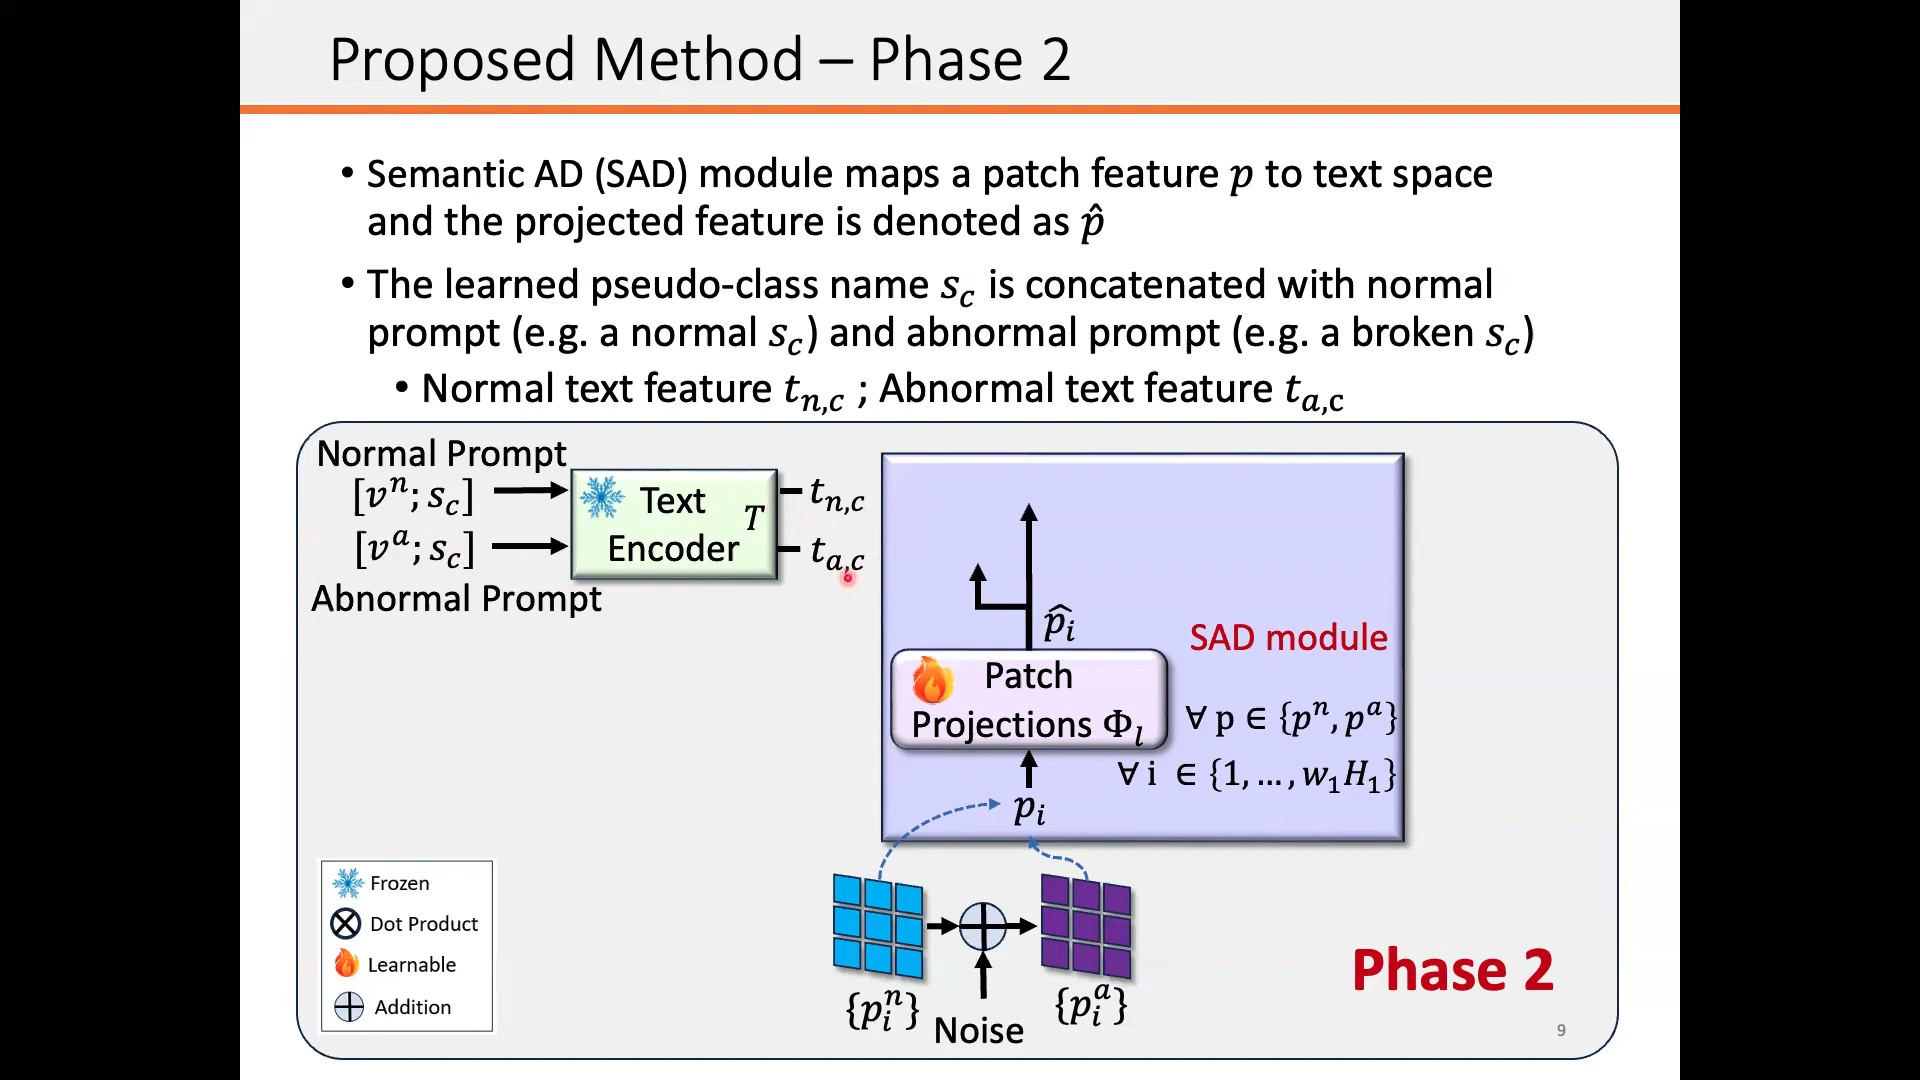 Proposed Method – Phase 2
• Semantic AD (SAD) module maps a patch feature p to text space
and the projected feature is denoted as p̂
• The learned pseudo-class name s_c is concatenated with normal
prompt (e.g. a normal s_c) and abnormal prompt (e.g. a broken s_c)
• Normal text feature t_{n,c} ; Abnormal text feature t_{a,c}
Normal Prompt
[v^n; s_c]
[v^a; s_c]
Abnormal Prompt
Text
Encoder
T
t_{n,c}
t_{a,c}
p̂_i
SAD module
Patch
Projections Φ_l
∀ p ∈ {p^n, p^a}
∀ i ∈ {1, …, w_1H_1}
p_i
{p_i^n}
Noise
{p_i^a}
Frozen
Dot Product
Learnable
Addition
Phase 2
9